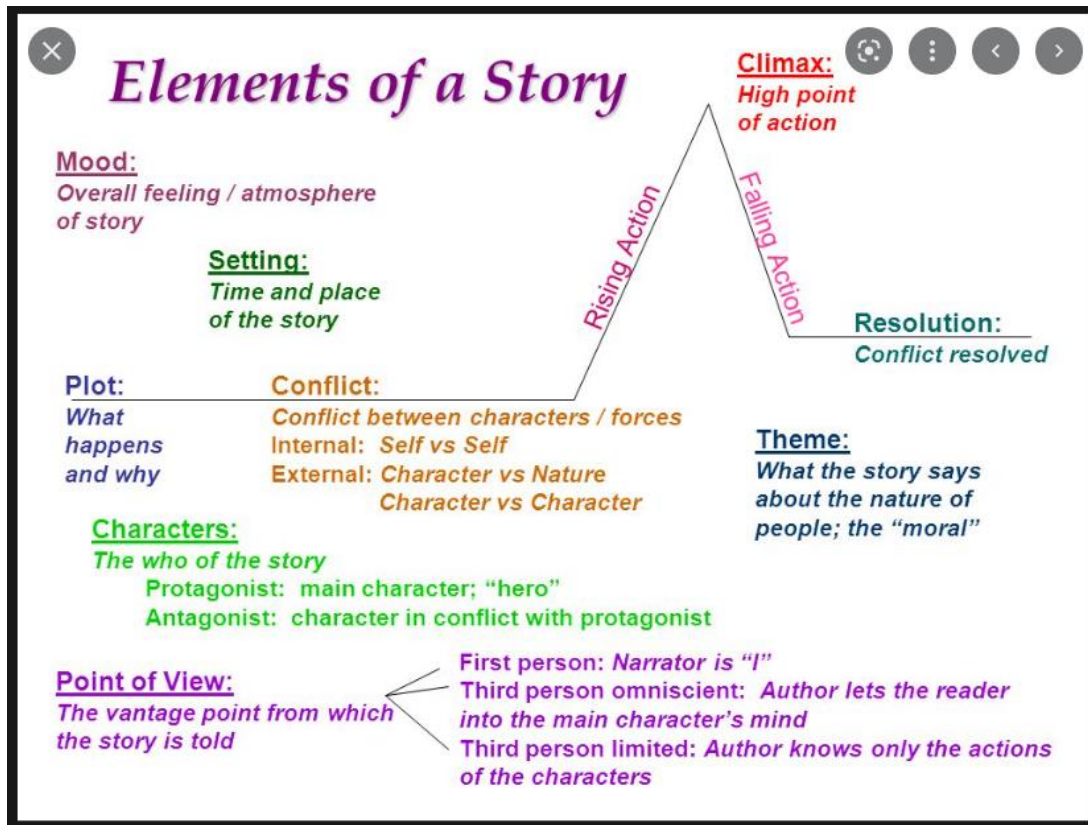 Elements of a Story
Climax:
High point
of action
Mood:
Overall feeling / atmosphere
of story
Setting:
Time and place
of the story
Rising Action
Falling Action
Resolution:
Conflict resolved
Plot:
What
happens
and why
Conflict:
Conflict between characters / forces
Internal: Self vs Self
External: Character vs Nature
Character vs Character
Theme:
What the story says
about the nature of
people; the “moral”
Characters:
The who of the story
Protagonist: main character; “hero”
Antagonist: character in conflict with protagonist
Point of View:
The vantage point from which
the story is told
First person: Narrator is “I”
Third person omniscient: Author lets the reader
into the main character’s mind
Third person limited: Author knows only the actions
of the characters